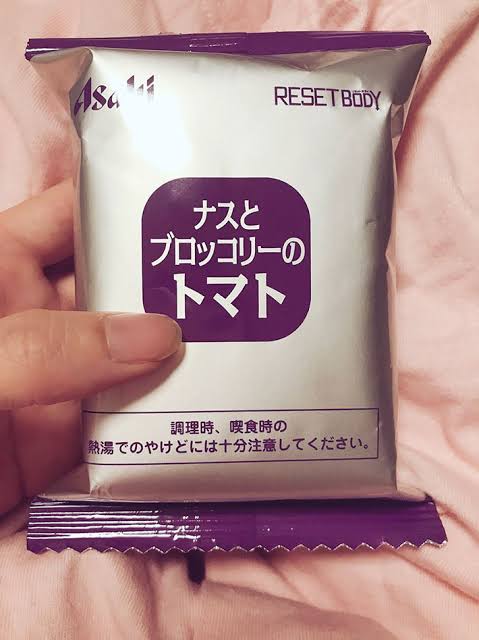 Asahi
RESETBODY
ナスと
ブロッコリーの
トマト
調理時、喫食時の
熱湯でのやけどには十分注意してください。